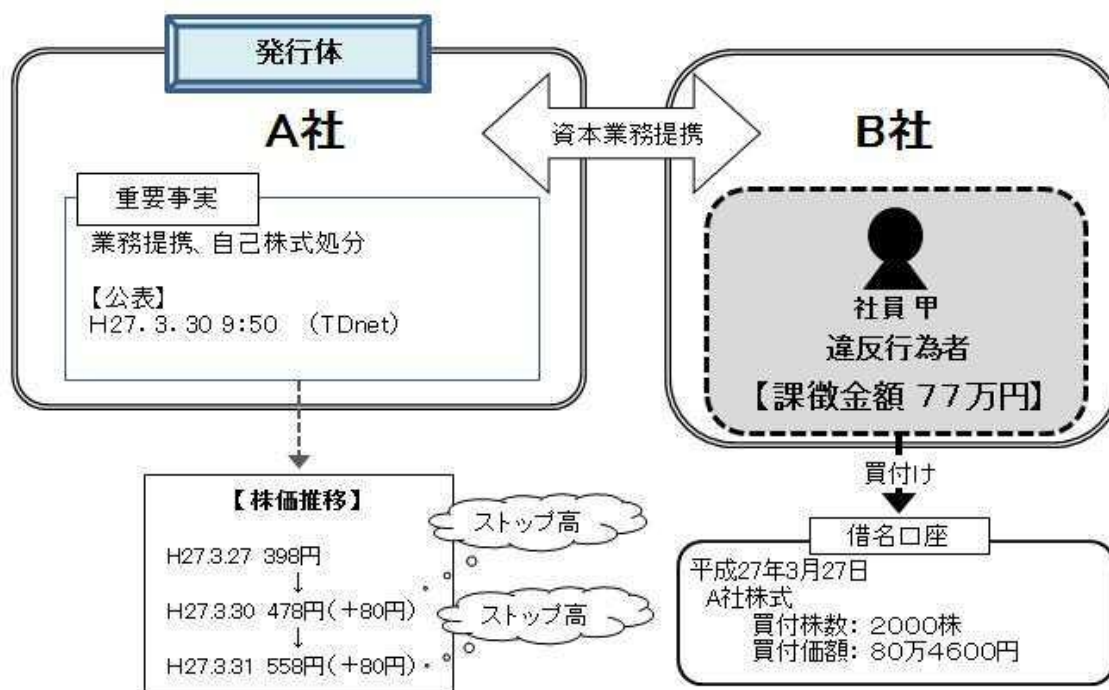 発行体
A社
資本業務提携
B社
重要事実
業務提携、自己株式処分
【公表】
H27. 3. 30 9:50 （TDnet）
社員 甲
違反行為者
【課徴金額 77万円】
買付け
【株価推移】
ストップ高
H27.3.27 398円
↓
H27.3.30 478円（＋80円）
ストップ高
↓
H27.3.31 558円（＋80円）
借名口座
平成27年3月27日
A社株式
買付株数： 2000株
買付価額： 80万4600円